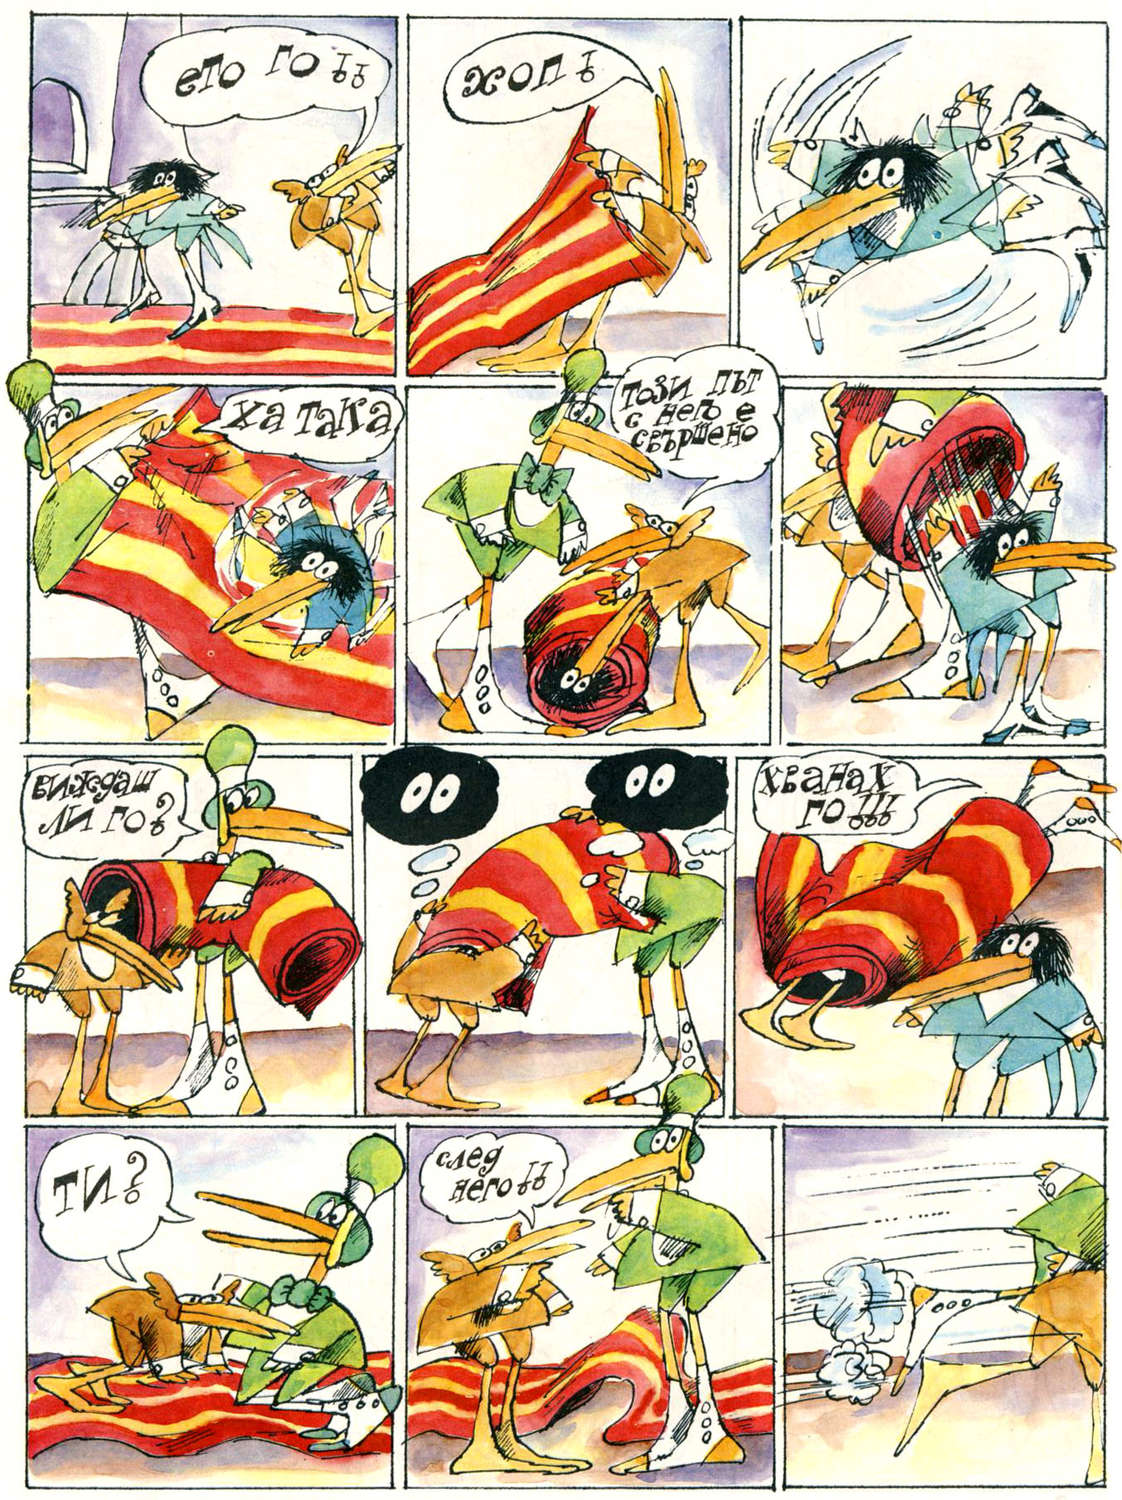 ЕТО ГО !!
ХОП !
ХА ТАКА
ТОЗИ ПЪТ
С НЕГО Е
СВЪРШЕНО
ВИЖДАШ
ЛИ ГО?
ХВАНАХ
ГО !!!
ТИ?
СЛЕД
НЕГО !!